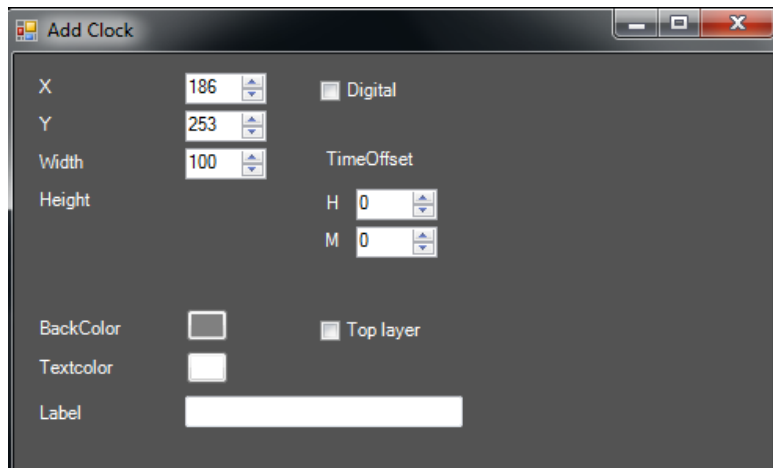 Add Clock
X 186 Digital
Y 253
Width 100 TimeOffset
Height H 0
M 0
BackColor Top layer
Textcolor
Label